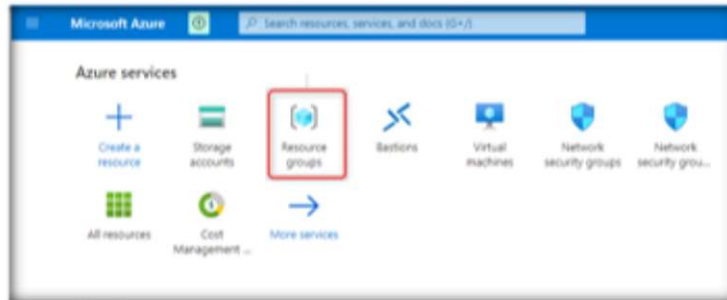 Microsoft Azure
Search resources, services, and docs (G+/)
Azure services
Create a resource
Storage accounts
Resource groups
Bastions
Virtual machines
Network security groups
Network security grou...
All resources
Cost Management ...
More services